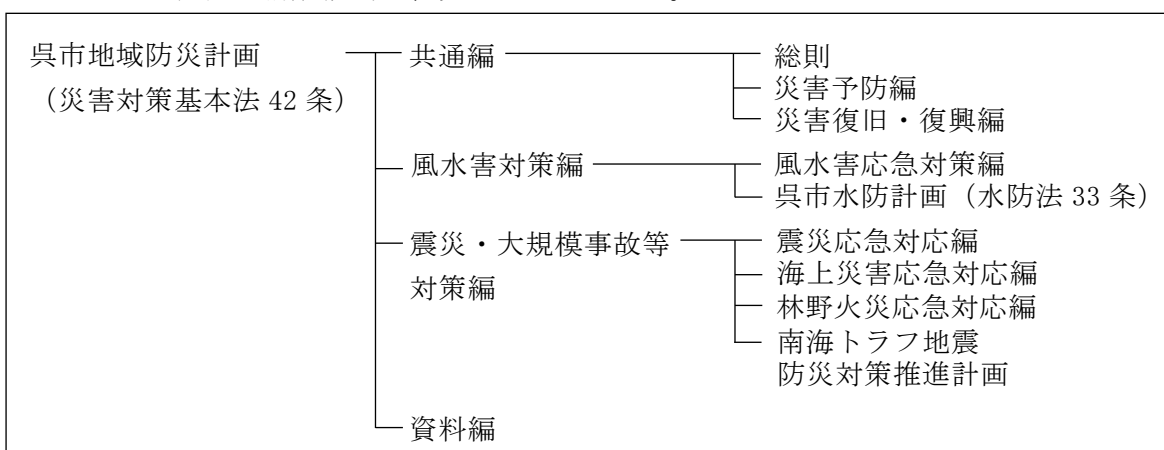 呉市地域防災計画
(災害対策基本法 42 条)
共通編
総則
災害予防編
災害復旧・復興編
風水害対策編
風水害応急対策編
呉市水防計画(水防法 33 条)
震災・大規模事故等
対策編
震災応急対応編
海上災害応急対応編
林野火災応急対応編
南海トラフ地震
防災対策推進計画
資料編